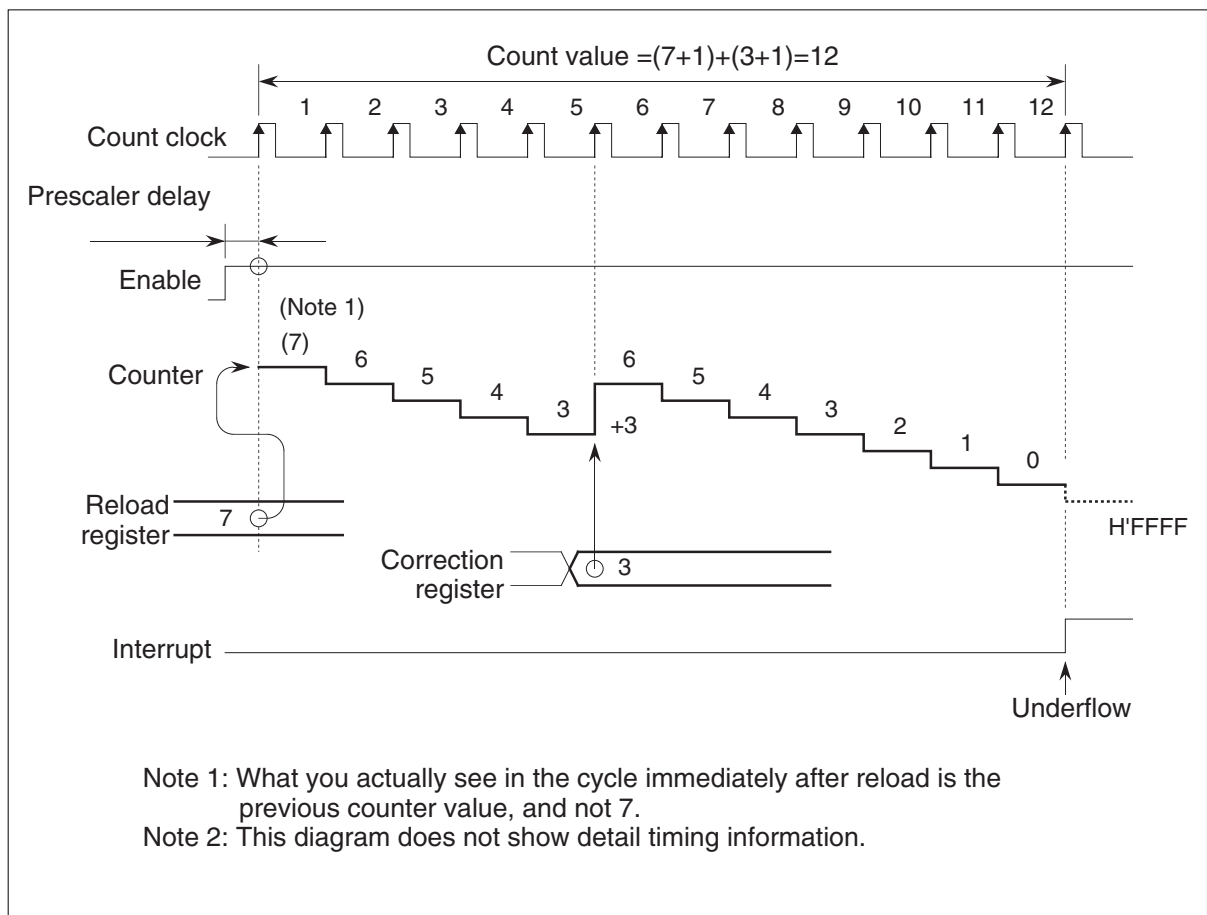 Count value =(7+1)+(3+1)=12
1 2 3 4 5 6 7 8 9 10 11 12
Count clock
Prescaler delay
Enable
(Note 1)
(7) 6 5 4 3 6 5 4 3 2 1 0
Counter
+3
Reload
register
7
H'FFFF
Correction
register
3
Interrupt
Underflow
Note 1: What you actually see in the cycle immediately after reload is the
previous counter value, and not 7.
Note 2: This diagram does not show detail timing information.